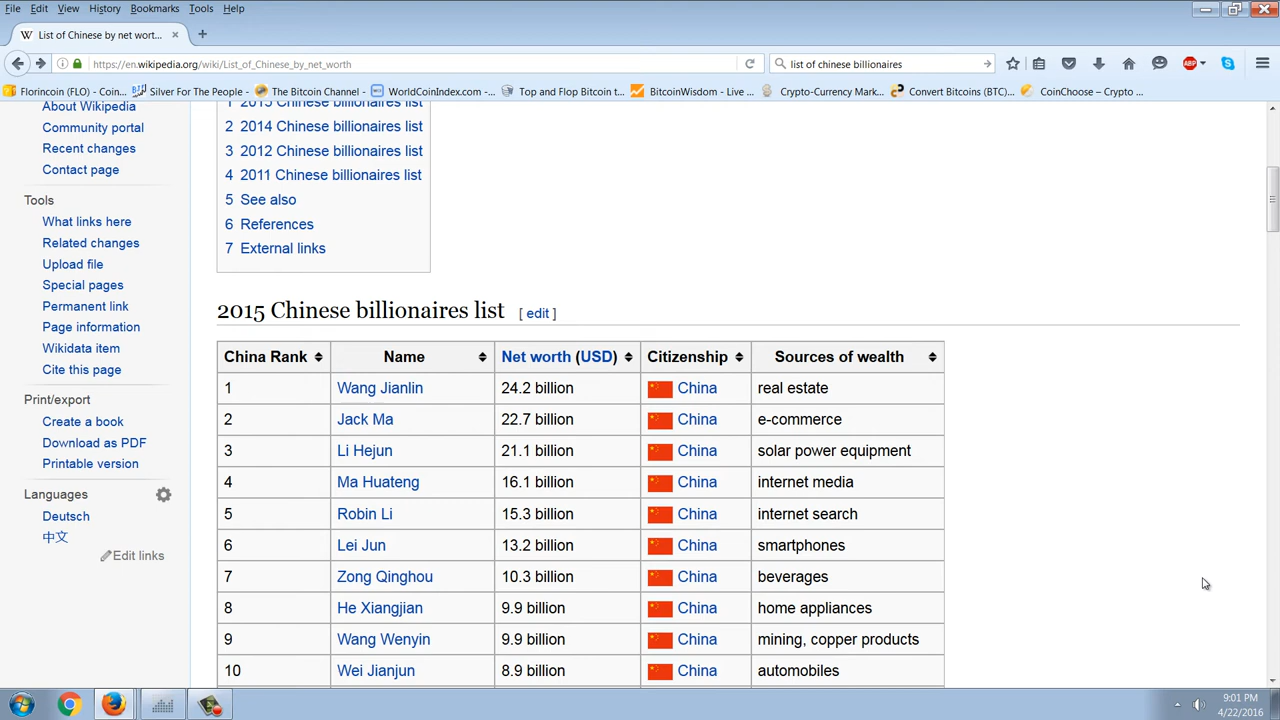 File Edit View History Bookmarks Tools Help
List of Chinese by net wort...
https://en.wikipedia.org/wiki/List_of_Chinese_by_net_worth
list of chinese billionaires
Florincoin (FLO) - Coin... Silver For The People - The Bitcoin Channel - WorldCoinIndex.com -... Top and Flop Bitcoin t... BitcoinWisdom - Live ... Crypto-Currency Mark... Convert Bitcoins (BTC)... CoinChoose – Crypto ...
About Wikipedia
Community portal
Recent changes
Contact page
Tools
What links here
Related changes
Upload file
Special pages
Permanent link
Page information
Wikidata item
Cite this page
Print/export
Create a book
Download as PDF
Printable version
Languages
Deutsch
中文
Edit links
1 2015 Chinese billionaires list
2 2014 Chinese billionaires list
3 2012 Chinese billionaires list
4 2011 Chinese billionaires list
5 See also
6 References
7 External links
2015 Chinese billionaires list [ edit ]
China Rank Name Net worth (USD) Citizenship Sources of wealth
1 Wang Jianlin 24.2 billion China real estate
2 Jack Ma 22.7 billion China e-commerce
3 Li Hejun 21.1 billion China solar power equipment
4 Ma Huateng 16.1 billion China internet media
5 Robin Li 15.3 billion China internet search
6 Lei Jun 13.2 billion China smartphones
7 Zong Qinghou 10.3 billion China beverages
8 He Xiangjian 9.9 billion China home appliances
9 Wang Wenyin 9.9 billion China mining, copper products
10 Wei Jianjun 8.9 billion China automobiles
9:01 PM
4/22/2016